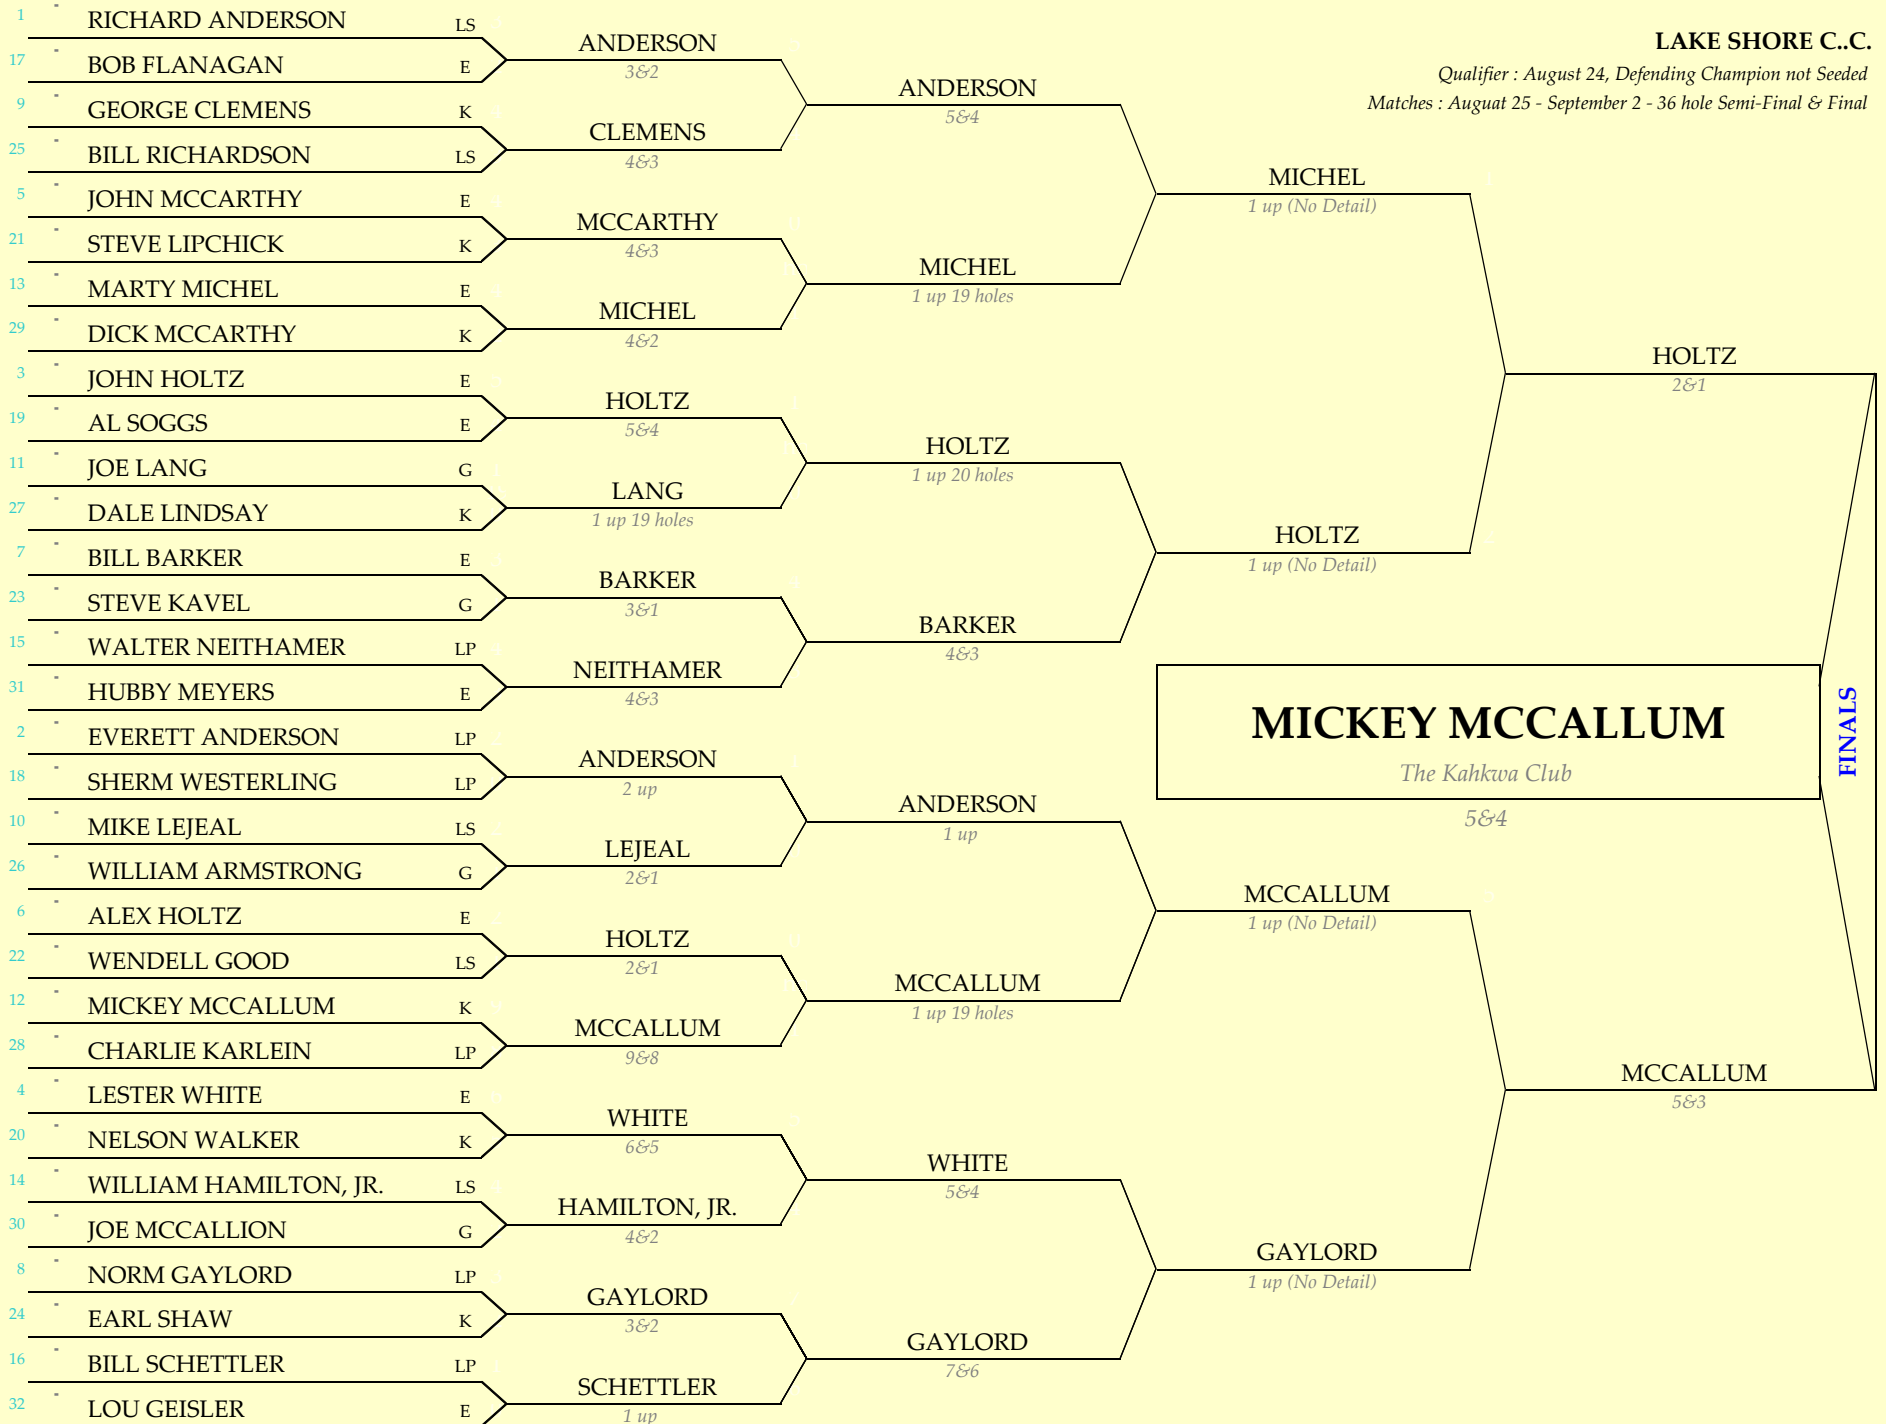 LAKE SHORE C..C.
Qualifier : August 24, Defending Champion not Seeded
Matches : Auguat 25 - September 2 - 36 hole Semi-Final & Final
1 - RICHARD ANDERSON LS
17 - BOB FLANAGAN E
9 - GEORGE CLEMENS K
25 - BILL RICHARDSON LS
5 - JOHN MCCARTHY E
21 - STEVE LIPCHICK K
13 - MARTY MICHEL E
29 - DICK MCCARTHY K
3 - JOHN HOLTZ E
19 - AL SOGGS E
11 - JOE LANG G
27 - DALE LINDSAY K
7 - BILL BARKER E
23 - STEVE KAVEL G
15 - WALTER NEITHAMER LP
31 - HUBBY MEYERS E
2 - EVERETT ANDERSON LP
18 - SHERM WESTERLING LP
10 - MIKE LEJEAL LS
26 - WILLIAM ARMSTRONG G
6 - ALEX HOLTZ E
22 - WENDELL GOOD LS
12 - MICKEY MCCALLUM K
28 - CHARLIE KARLEIN LP
4 - LESTER WHITE E
20 - NELSON WALKER K
14 - WILLIAM HAMILTON, JR. LS
30 - JOE MCCALLION G
8 - NORM GAYLORD LP
24 - EARL SHAW K
16 - BILL SCHETTLER LP
32 - LOU GEISLER E
ANDERSON
3&2
CLEMENS
4&3
MCCARTHY
4&3
MICHEL
4&2
HOLTZ
5&4
LANG
1 up 19 holes
BARKER
3&1
NEITHAMER
4&3
ANDERSON
2 up
LEJEAL
2&1
HOLTZ
2&1
MCCALLUM
9&8
WHITE
6&5
HAMILTON, JR.
4&2
GAYLORD
3&2
SCHETTLER
1 up
ANDERSON
5&4
MICHEL
1 up 19 holes
HOLTZ
1 up 20 holes
BARKER
4&3
ANDERSON
1 up
MCCALLUM
1 up 19 holes
WHITE
5&4
GAYLORD
7&6
MICHEL
1 up (No Detail)
HOLTZ
1 up (No Detail)
MCCALLUM
1 up (No Detail)
GAYLORD
1 up (No Detail)
HOLTZ
2&1
MCCALLUM
5&3
FINALS
MICKEY MCCALLUM
The Kahkwa Club
5&4